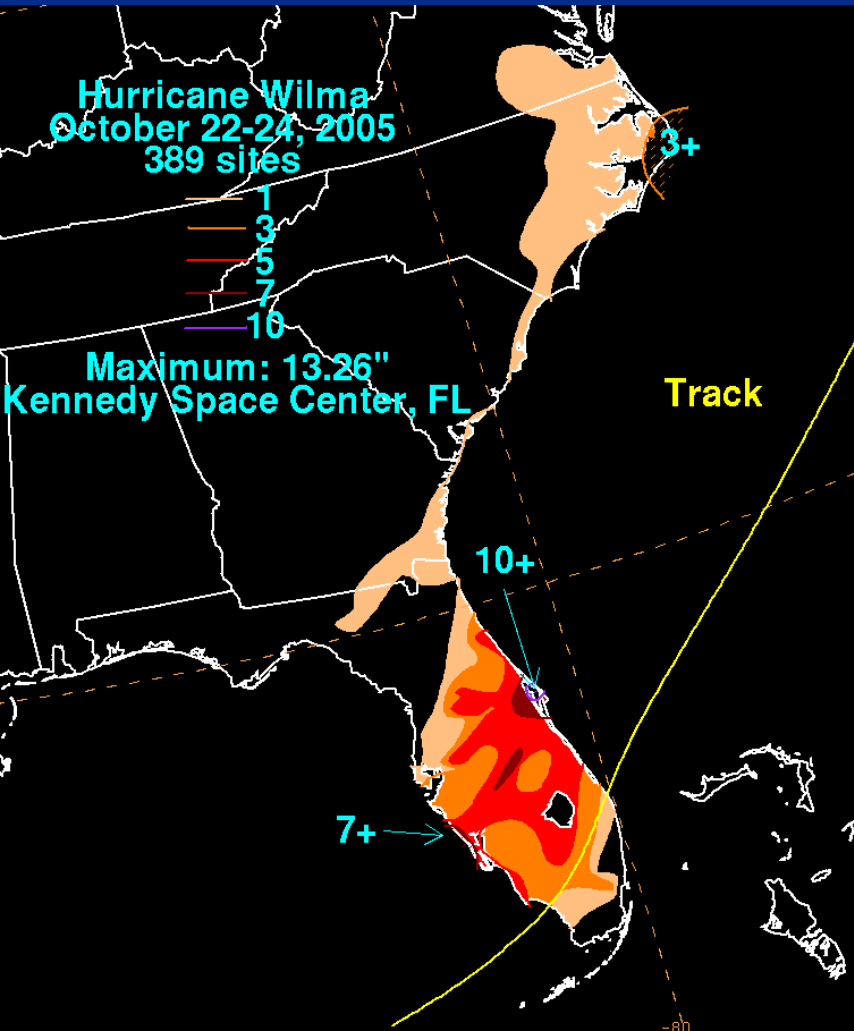 Hurricane Wilma
October 22-24, 2005
389 sites
1
3
5
7
10
Maximum: 13.26"
Kennedy Space Center, FL
3+
Track
10+
7+
-80